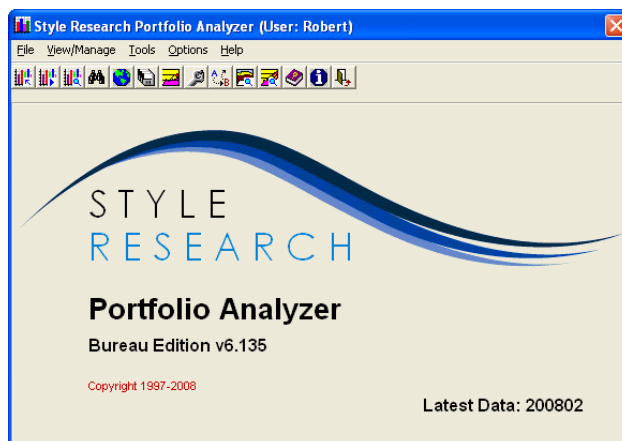 Style Research Portfolio Analyzer (User: Robert)
File View/Manage Tools Options Help
STYLE
RESEARCH
Portfolio Analyzer
Bureau Edition v6.135
Copyright 1997-2008
Latest Data: 200802